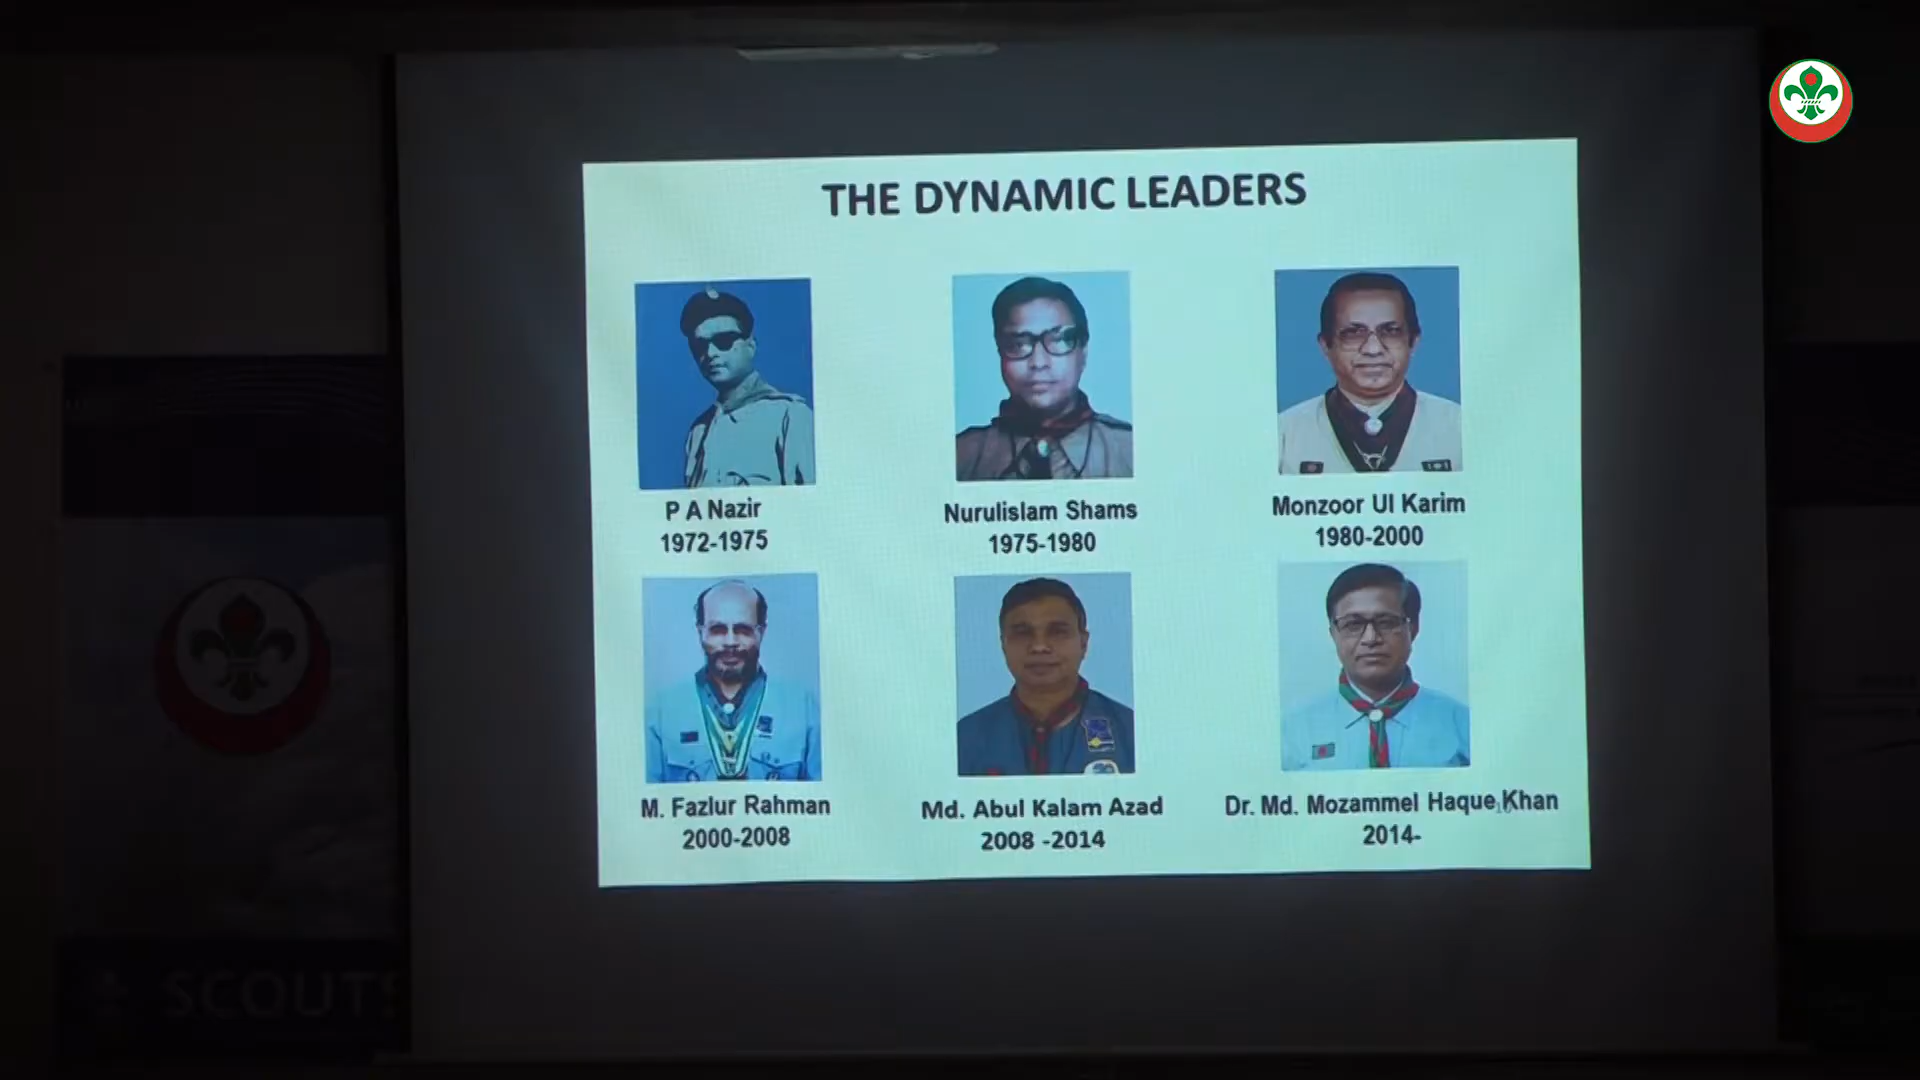 THE DYNAMIC LEADERS
P A Nazir
1972-1975
Nurulislam Shams
1975-1980
Monzoor Ul Karim
1980-2000
M. Fazlur Rahman
2000-2008
Md. Abul Kalam Azad
2008 -2014
Dr. Md. Mozammel Haque Khan
2014-
SCOUTS